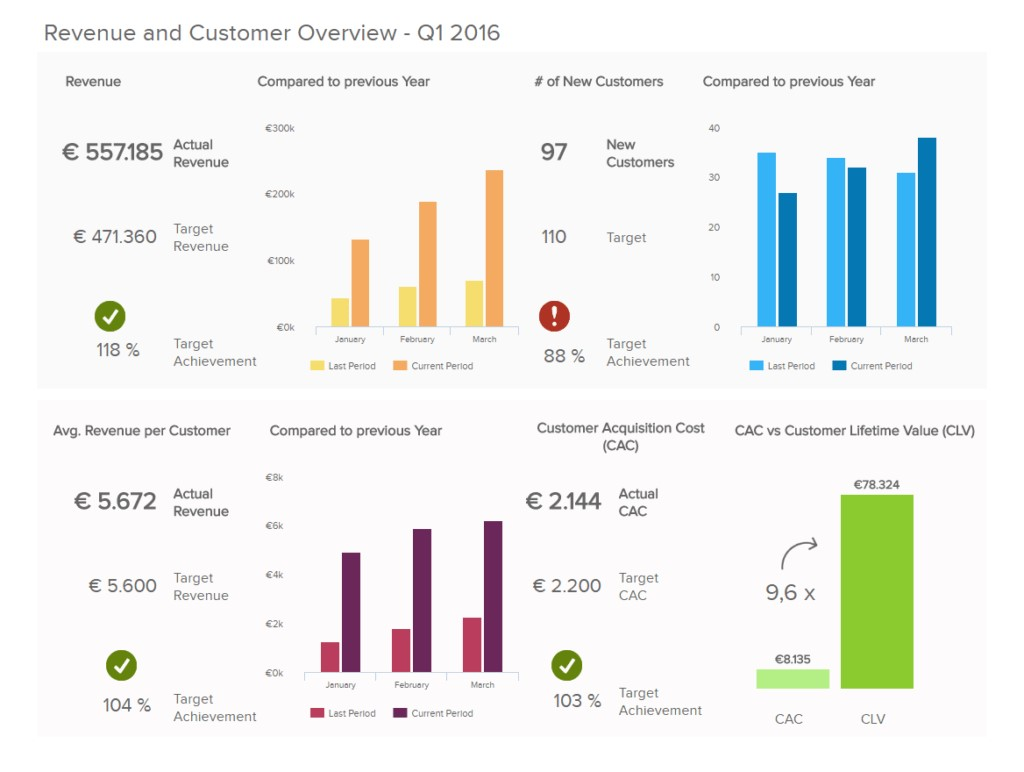 Revenue and Customer Overview - Q1 2016
Revenue
€ 557.185
Actual
Revenue
€ 471.360
Target
Revenue
118 %
Target
Achievement
Compared to previous Year
€300k
€200k
€100k
€0k
January
February
March
Last Period
Current Period
# of New Customers
97
New
Customers
110
Target
88 %
Target
Achievement
Compared to previous Year
40
30
20
10
0
January
February
March
Last Period
Current Period
Avg. Revenue per Customer
€ 5.672
Actual
Revenue
€ 5.600
Target
Revenue
104 %
Target
Achievement
Compared to previous Year
€8k
€6k
€4k
€2k
€0k
January
February
March
Last Period
Current Period
Customer Acquisition Cost
(CAC)
€ 2.144
Actual
CAC
€ 2.200
Target
CAC
103 %
Target
Achievement
CAC vs Customer Lifetime Value (CLV)
€78.324
9,6 x
€8.135
CAC
CLV